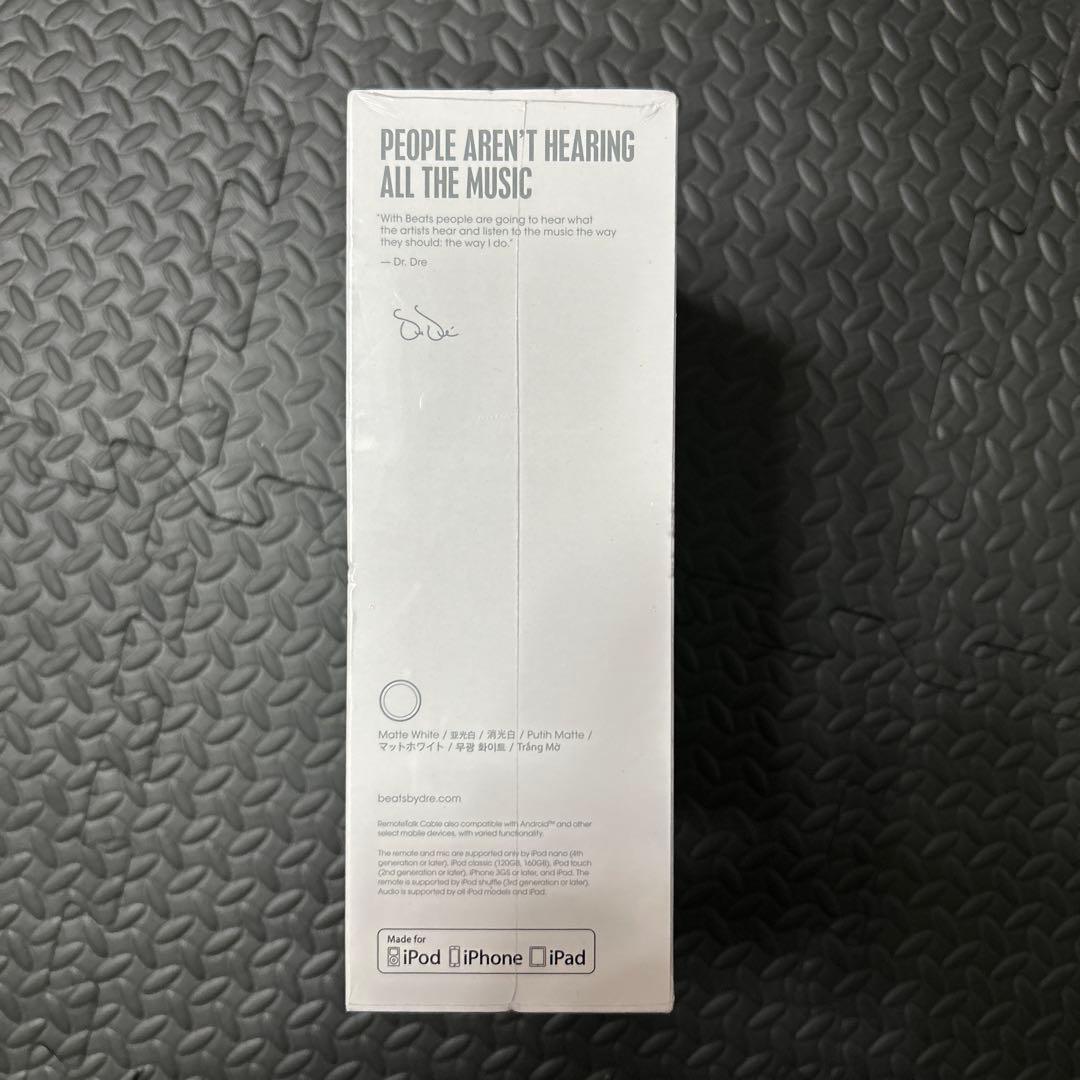 PEOPLE AREN'T HEARING
ALL THE MUSIC
"With Beats people are going to hear what
the artists hear and listen to the music the way
they should: the way I do."
— Dr. Dre
Matte White / 亚光白 / 消光白 / Putih Matte /
マットホワイト / 무광 화이트 / Trắng Mờ
beatsbydre.com
RemoteTalk Cable also compatible with Android™ and other
select mobile devices, with varied functionality.
The remote and mic are supported only by iPod nano (4th
generation or later), iPod classic (120GB, 160GB), iPod touch
(2nd generation or later), iPhone 3GS or later, and iPad. The
remote is supported by iPod shuffle (3rd generation or later).
Audio is supported by all iPod models and iPad.
Made for
iPod iPhone iPad